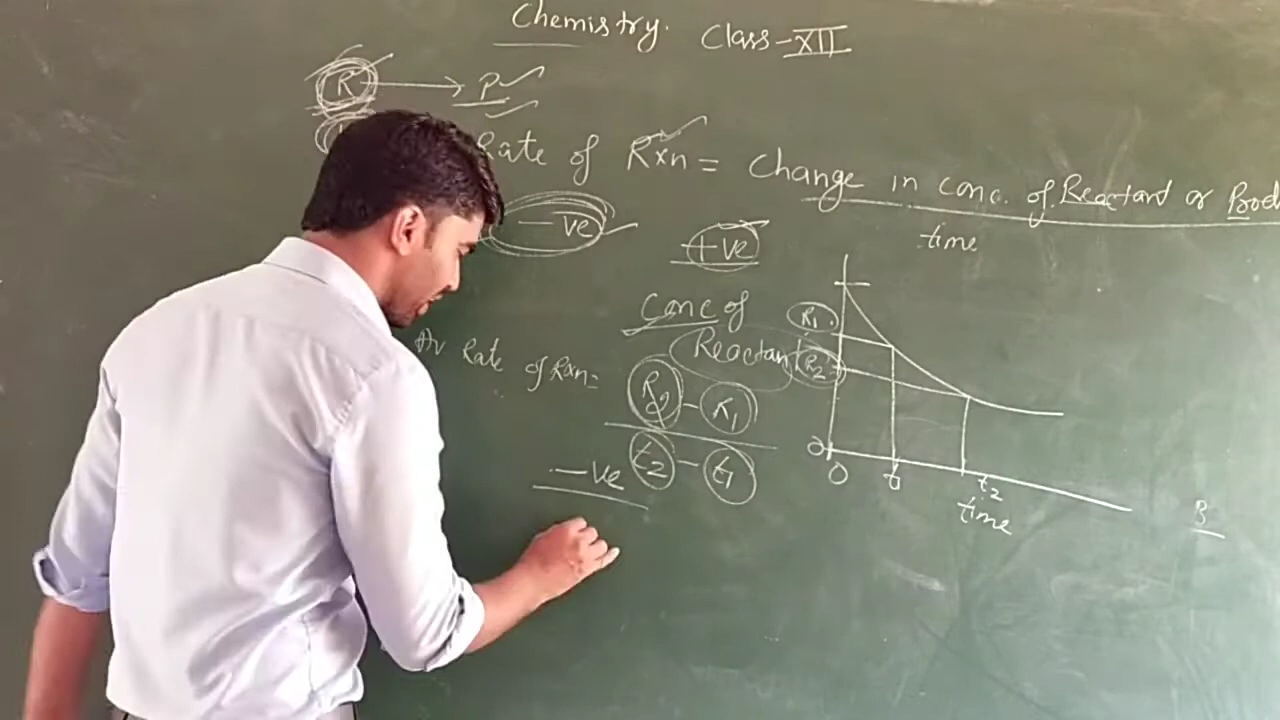 Chemistry. Class-XII
R → P
Rate of Rxn = Change in Conc. of Reactant or Prod
time
-ve
+ve
Conc of
Reactant
R1
R2
Av Rate of Rxn =
R2 - R1
t2 - t1
-ve
0
0
t1
t2
time